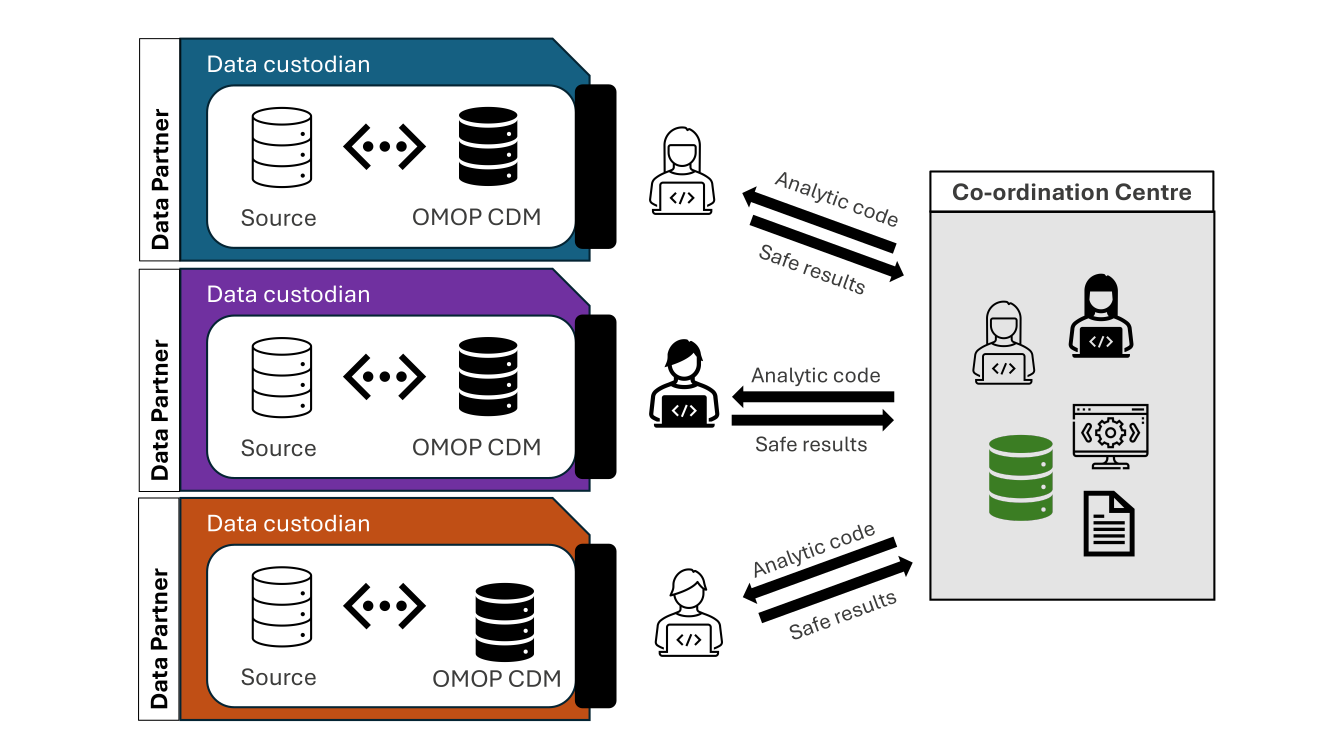 Data Partner
Data custodian
Source
OMOP CDM
Data Partner
Data custodian
Source
OMOP CDM
Data Partner
Data custodian
Source
OMOP CDM
</>
Analytic code
Safe results
</>
Analytic code
Safe results
</>
Analytic code
Safe results
Co-ordination Centre
</>
</>